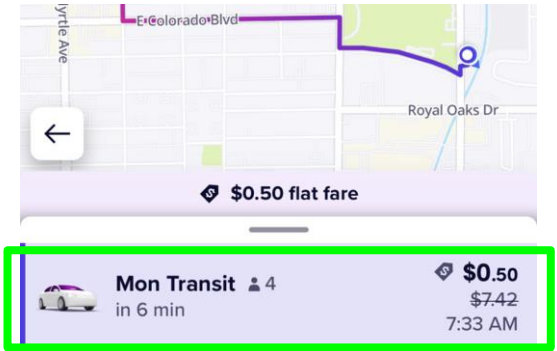 yrtle Ave
E Colorado Blvd
Royal Oaks Dr
$0.50 flat fare
Mon Transit 4
$0.50
in 6 min
$7.42
7:33 AM